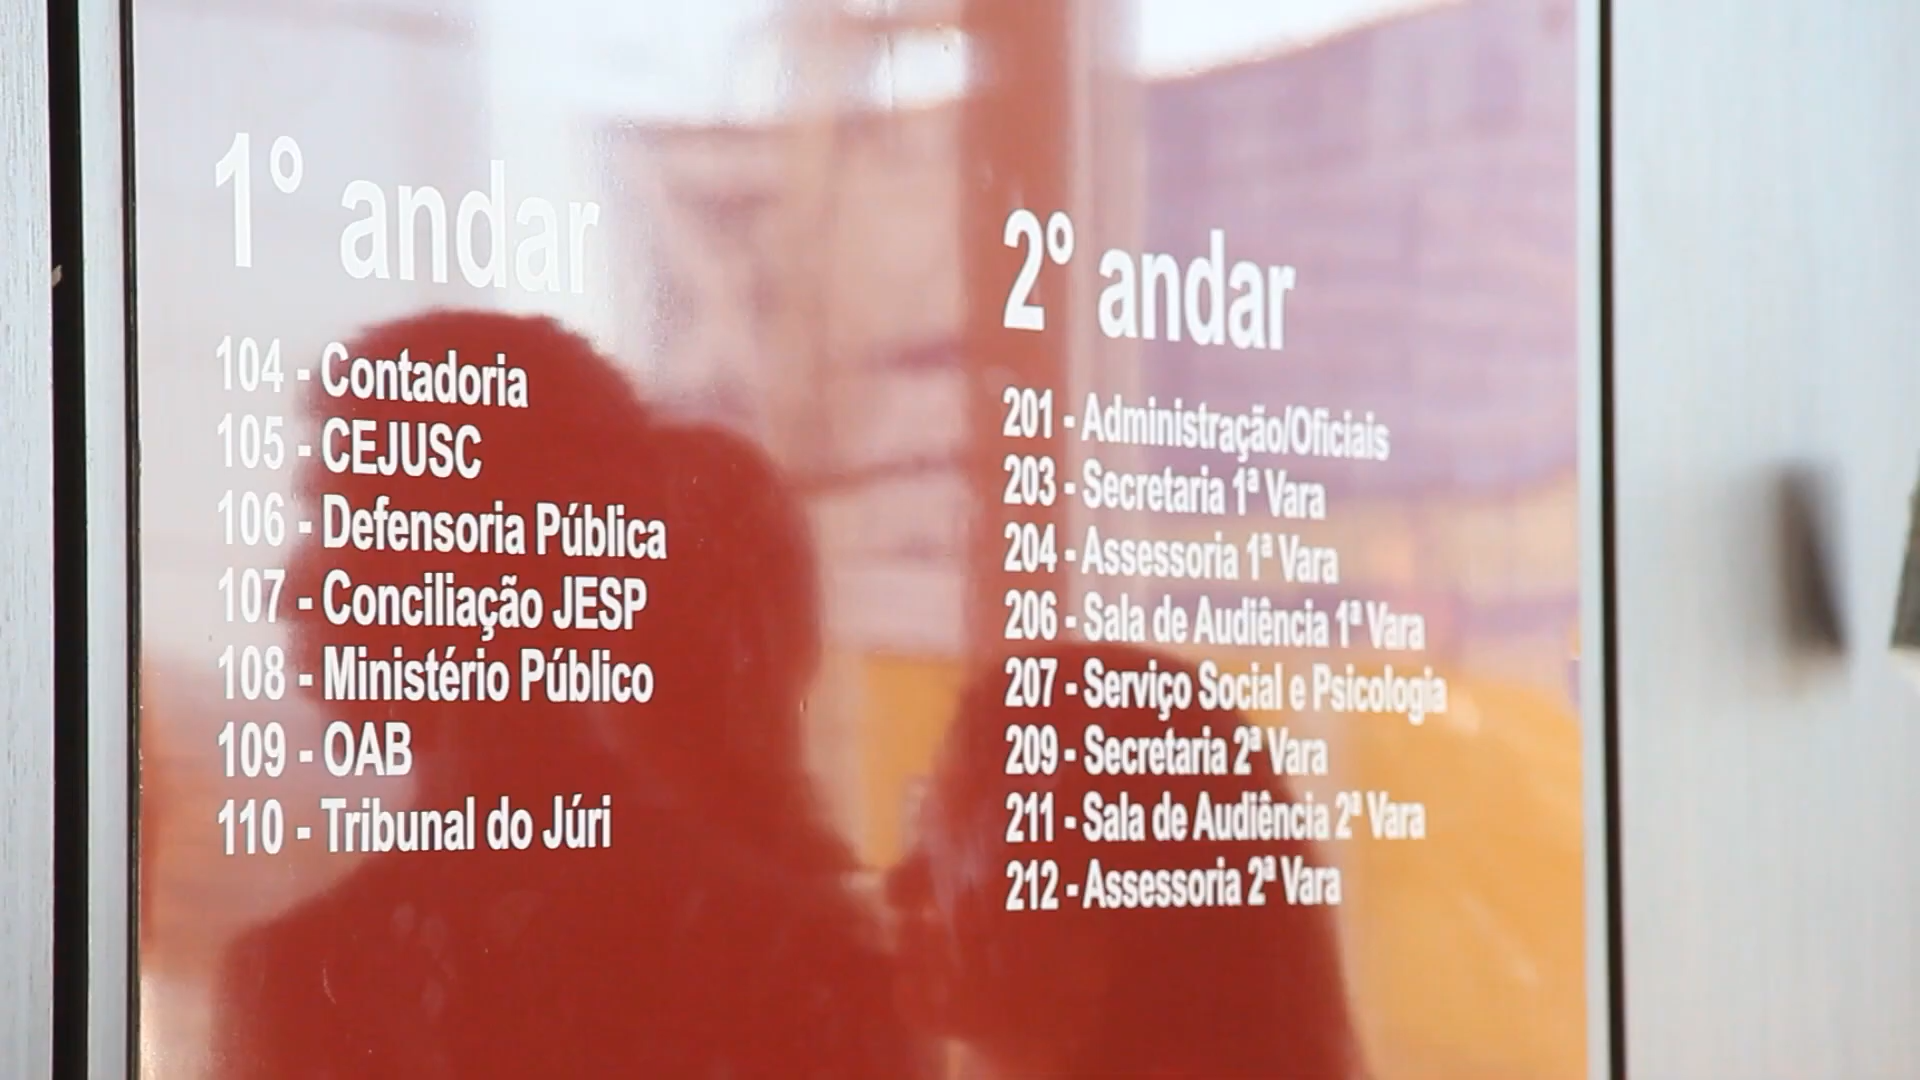 1º andar
104 - Contadoria
105 - CEJUSC
106 - Defensoria Pública
107 - Conciliação JESP
108 - Ministério Público
109 - OAB
110 - Tribunal do Júri
2º andar
201 - Administração/Oficiais
203 - Secretaria 1ª Vara
204 - Assessoria 1ª Vara
206 - Sala de Audiência 1ª Vara
207 - Serviço Social e Psicologia
209 - Secretaria 2ª Vara
211 - Sala de Audiência 2ª Vara
212 - Assessoria 2ª Vara